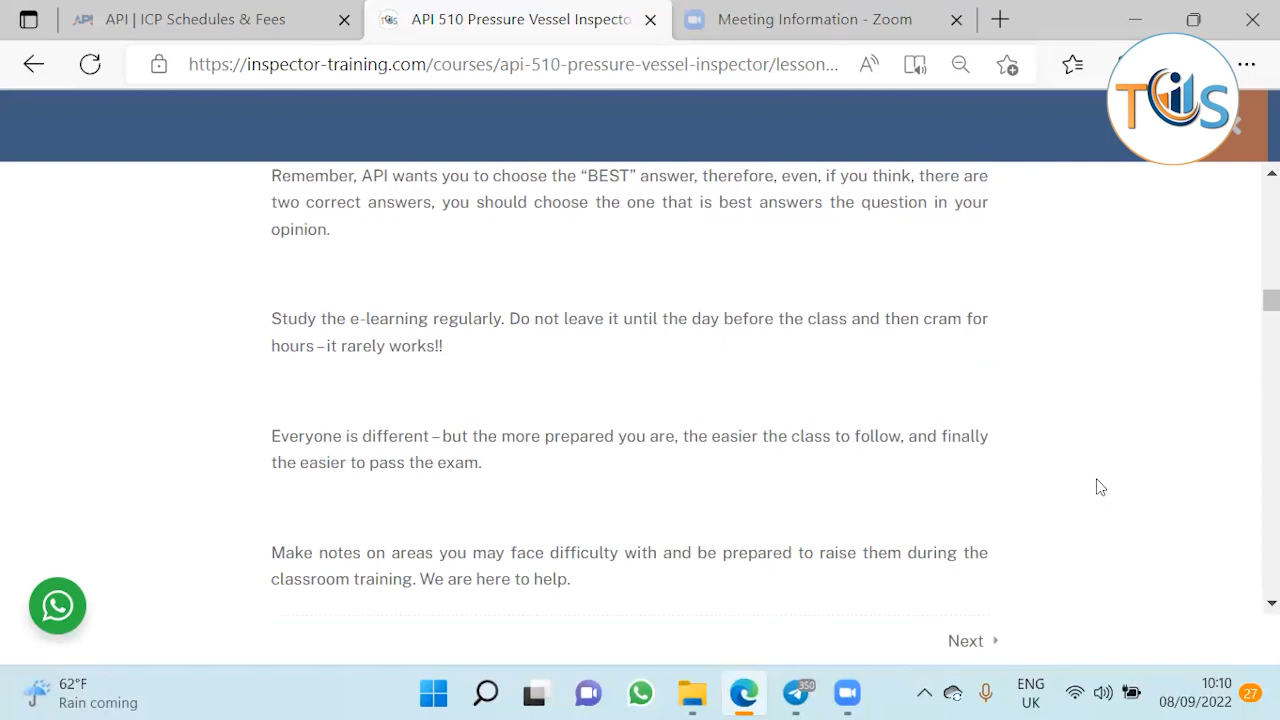 API | ICP Schedules & Fees
API 510 Pressure Vessel Inspecto
Meeting Information - Zoom
https://inspector-training.com/courses/api-510-pressure-vessel-inspector/lesson...
TiiS
Remember, API wants you to choose the “BEST” answer, therefore, even, if you think, there are
two correct answers, you should choose the one that is best answers the question in your
opinion.
Study the e-learning regularly. Do not leave it until the day before the class and then cram for
hours – it rarely works!!
Everyone is different – but the more prepared you are, the easier the class to follow, and finally
the easier to pass the exam.
Make notes on areas you may face difficulty with and be prepared to raise them during the
classroom training. We are here to help.
Next
62°F
Rain coming
350
ENG
UK
10:10
08/09/2022
27